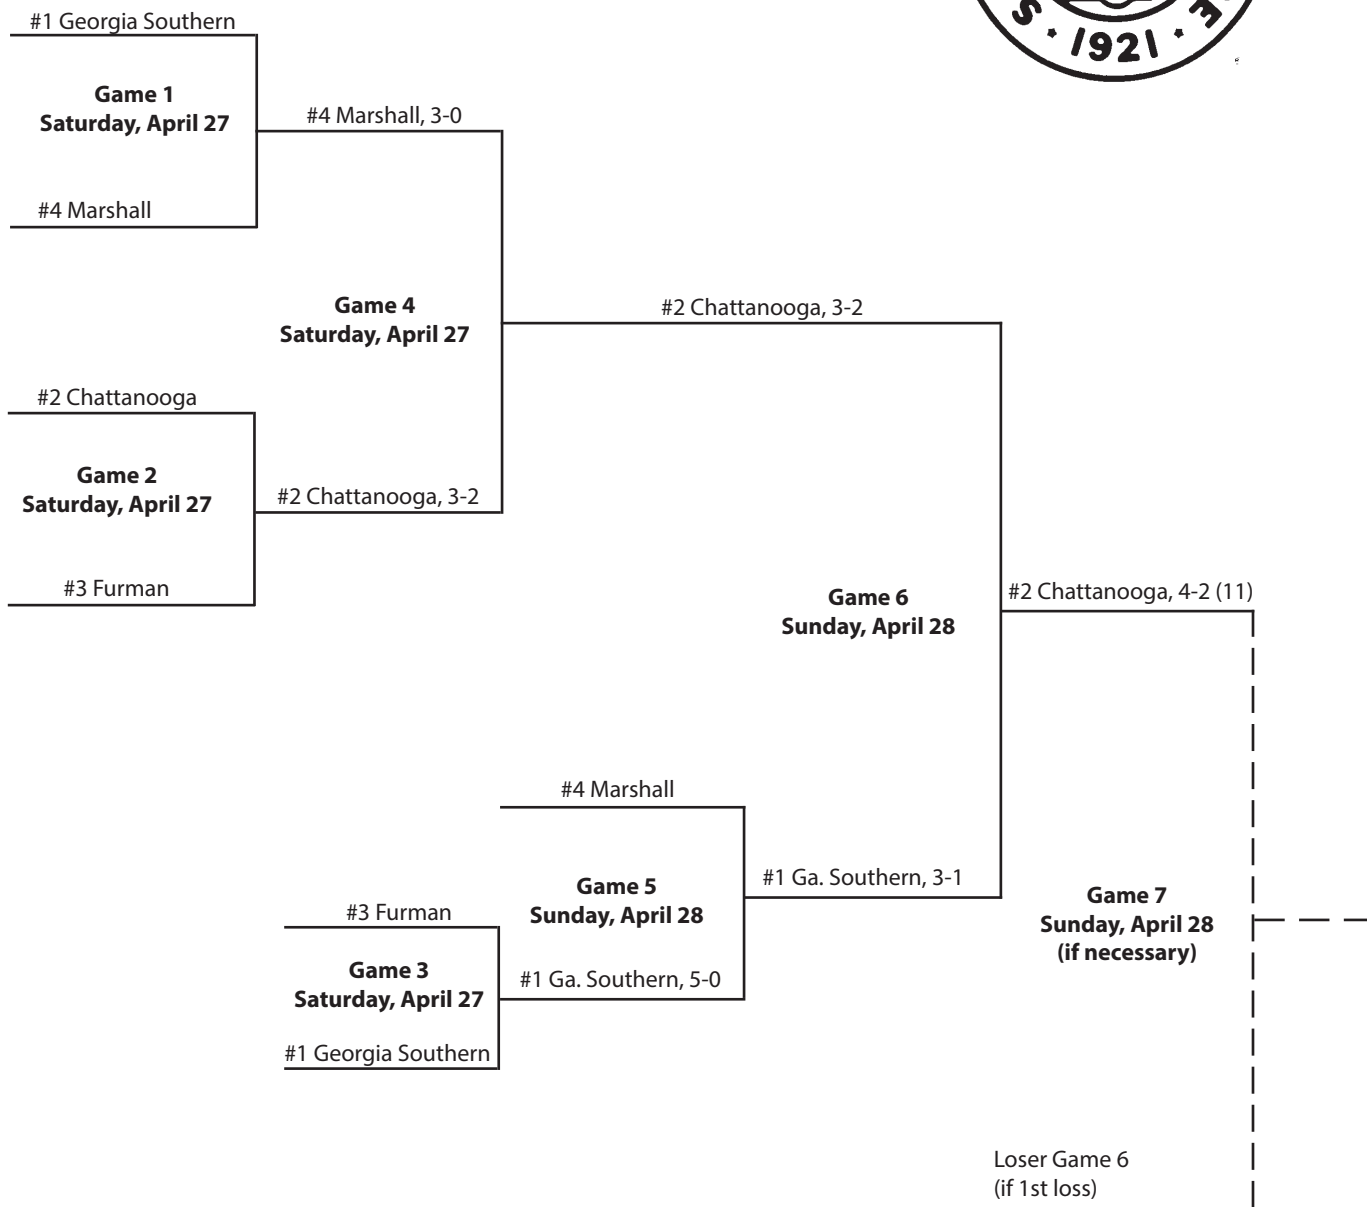 #1 Georgia Southern
S · 1921 ·
Game 1
Saturday, April 27
#4 Marshall, 3-0
#4 Marshall
Game 4
Saturday, April 27
#2 Chattanooga, 3-2
#2 Chattanooga
Game 2
Saturday, April 27
#2 Chattanooga, 3-2
#3 Furman
Game 6
Sunday, April 28
#2 Chattanooga, 4-2 (11)
#4 Marshall
Game 5
Sunday, April 28
#1 Ga. Southern, 3-1
#3 Furman
Game 3
Saturday, April 27
#1 Ga. Southern, 5-0
#1 Georgia Southern
Game 7
Sunday, April 28
(if necessary)
Loser Game 6
(if 1st loss)